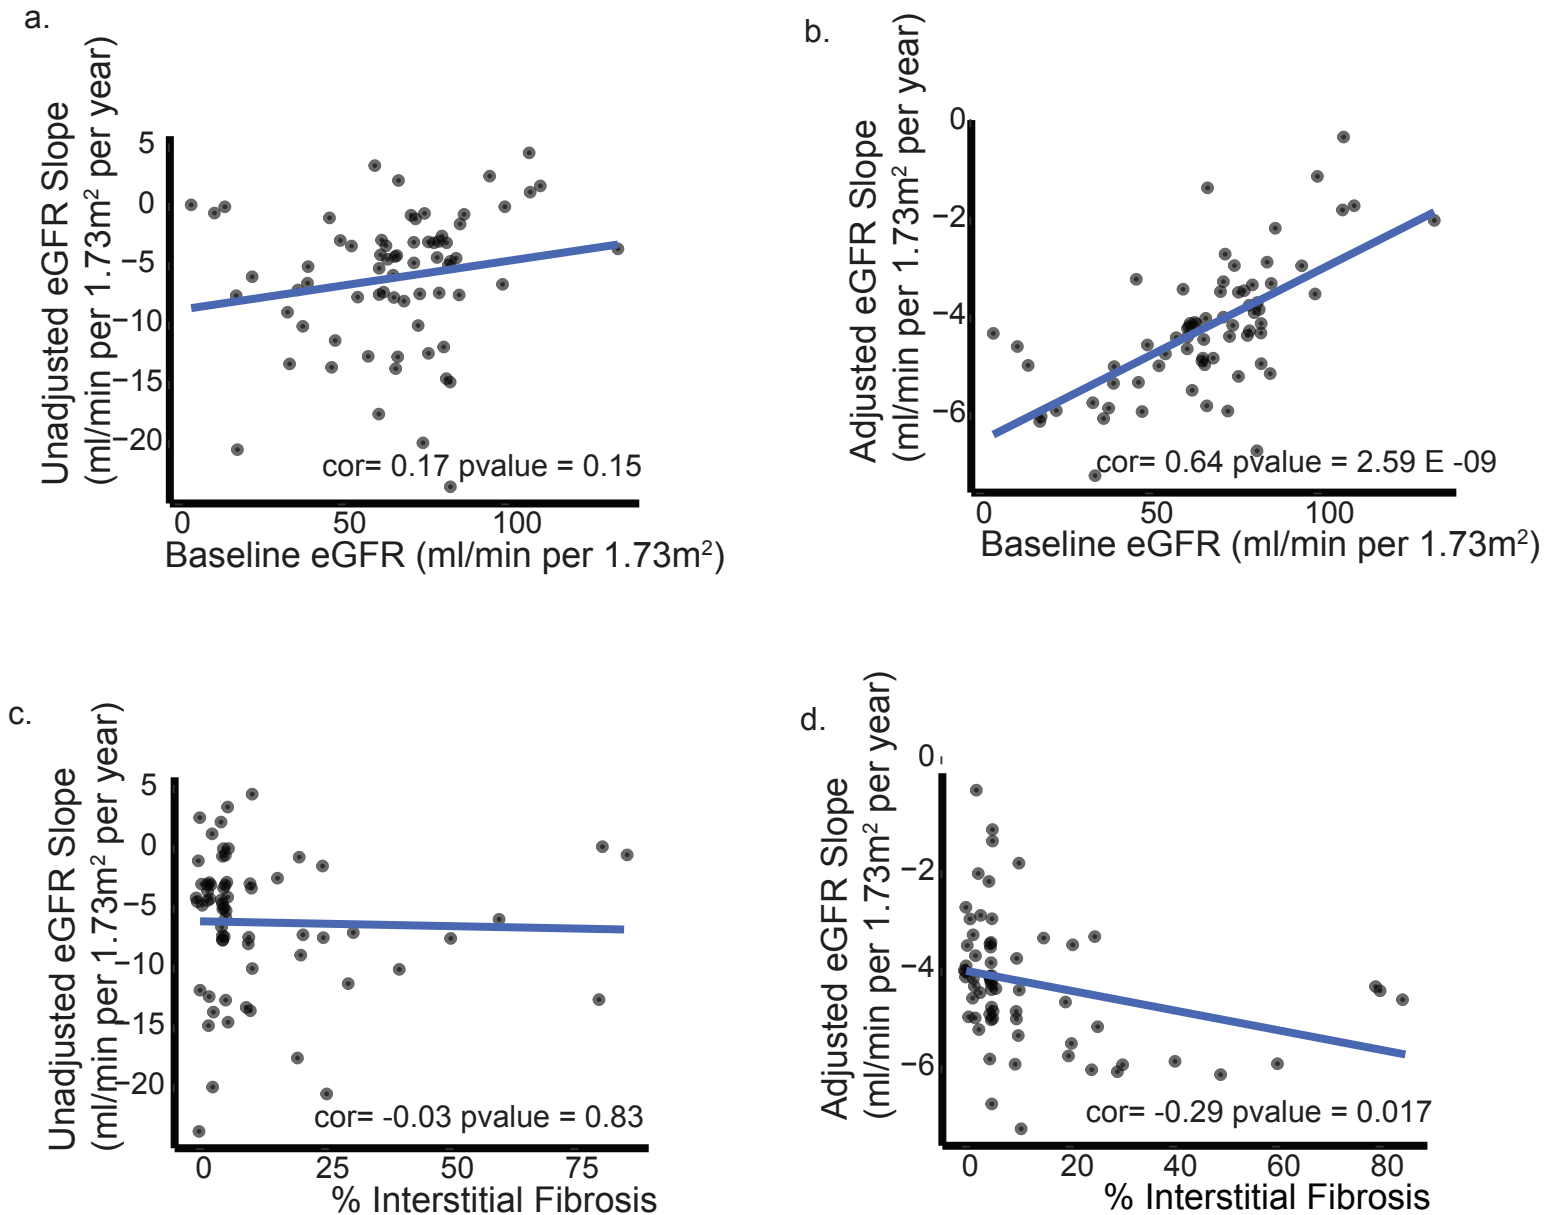 a.
Unadjusted eGFR Slope
(ml/min per 1.73m² per year)
5
0
−5
−10
−15
−20
cor= 0.17 pvalue = 0.15
0 50 100
Baseline eGFR (ml/min per 1.73m²)
b.
Adjusted eGFR Slope
(ml/min per 1.73m² per year)
0
−2
−4
−6
cor= 0.64 pvalue = 2.59 E -09
0 50 100
Baseline eGFR (ml/min per 1.73m²)
c.
Unadjusted eGFR Slope
(ml/min per 1.73m² per year)
5
0
−5
−10
−15
−20
cor= -0.03 pvalue = 0.83
0 25 50 75
% Interstitial Fibrosis
d.
Adjusted eGFR Slope
(ml/min per 1.73m² per year)
0
−2
−4
−6
cor= -0.29 pvalue = 0.017
0 20 40 60 80
% Interstitial Fibrosis